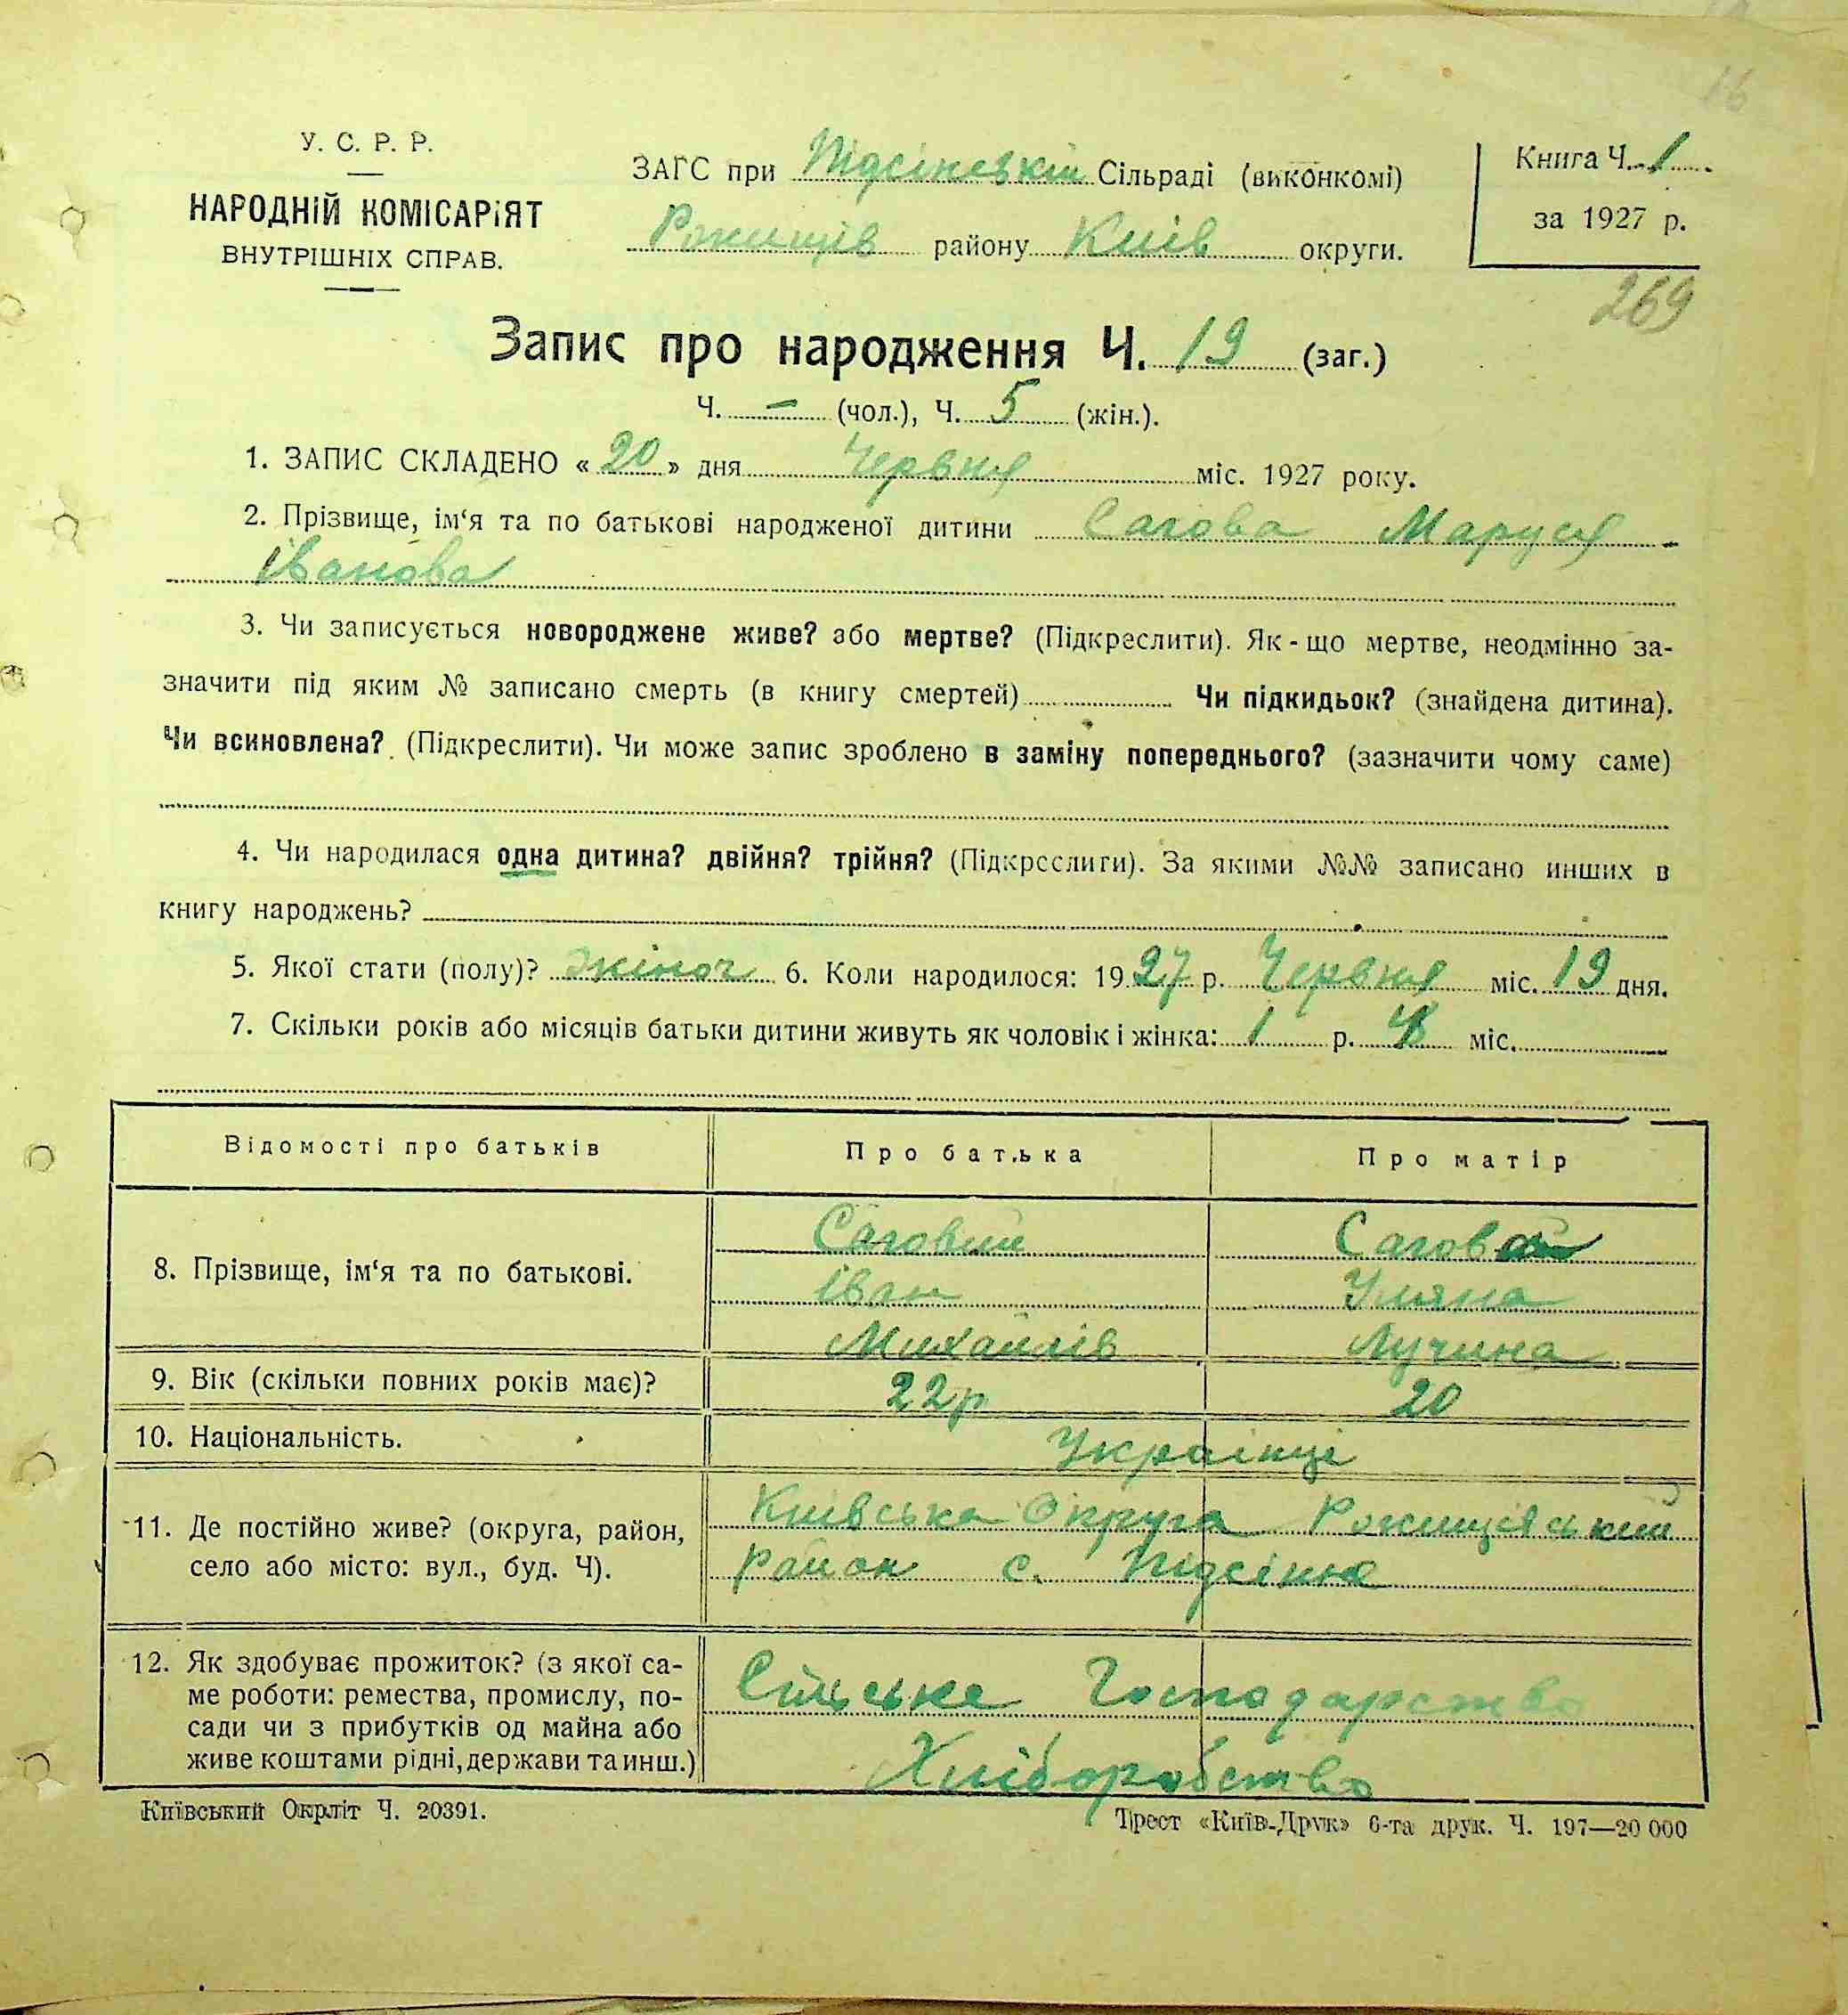 16
У. С. Р. Р.
НАРОДНІЙ КОМІСАРІЯТ
ВНУТРІШНІХ СПРАВ.
ЗАГС при Підсіневській Сільраді (виконкомі)
Рожищів району Київ округи.
Книга Ч. 1
за 1927 р.
269
Запис про народження Ч. 19 (заг.)
Ч. – (чол.), Ч. 5 (жін.).
1. ЗАПИС СКЛАДЕНО « 20 » дня Червня міс. 1927 року.
2. Прізвище, ім‘я та по батькові народженої дитини Сагова Маруся
Іванова
3. Чи записується новороджене живе? або мертве? (Підкреслити). Як-що мертве, неодмінно за-
значити під яким № записано смерть (в книгу смертей) Чи підкидьок? (знайдена дитина).
Чи всиновлена? (Підкреслити). Чи може запис зроблено в заміну попереднього? (зазначити чому саме)
4. Чи народилася одна дитина? двійня? трійня? (Підкреслити). За якими №№ записано инших в
книгу народжень?
5. Якої стати (полу)? жіноч 6. Коли народилося: 1927 р. Червня міс. 19 дня.
7. Скільки років або місяців батьки дитини живуть як чоловік і жінка: 1 р. міс.
Відомості про батьків Про батька Про матір
8. Прізвище, ім‘я та по батькові.
Саговий Сагова
Іван Уляна
Михайлів Лучина
9. Вік (скільки повних років має)? 22р 20
10. Національність. Українці
11. Де постійно живе? (округа, район, село або місто: вул., буд. Ч).
Київська Округа Рожищівський
район с. Підсінне
12. Як здобуває прожиток? (з якої са-
ме роботи: ремества, промислу, по-
сади чи з прибутків од майна або
живе коштами рідні, держави та инш.)
Сільське Господарство
Хліборобство
Київський Окрліт Ч. 20391.
Трест «Київ-Друк» 6-та друк. Ч. 197—20 000